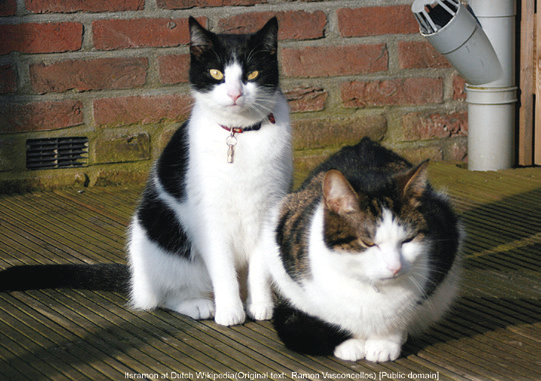 Itsramon at Dutch Wikipedia(Original text:  Ramon Vasconcellos) [Public domain]